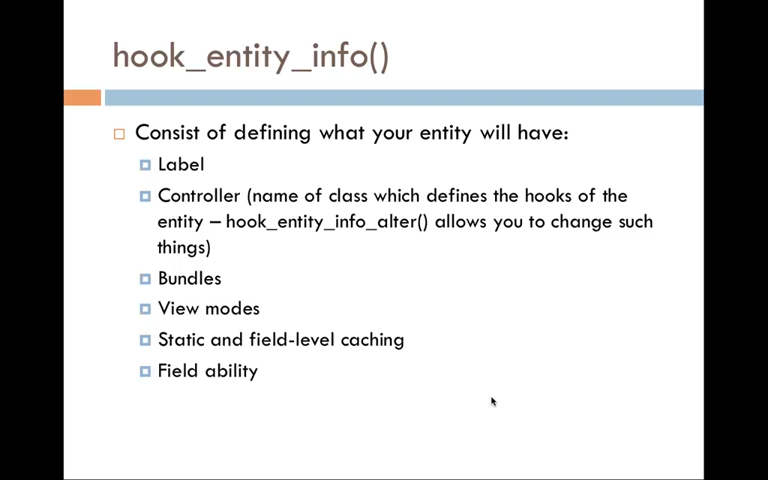 hook_entity_info()
Consist of defining what your entity will have:
Label
Controller (name of class which defines the hooks of the
entity – hook_entity_info_alter() allows you to change such
things)
Bundles
View modes
Static and field-level caching
Field ability